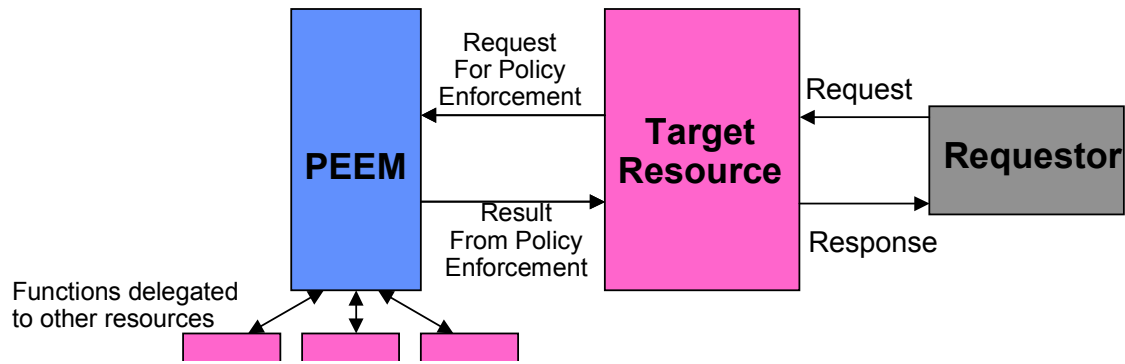 Request
For Policy
Enforcement
Request
Target
Resource
PEEM
Requestor
Result
From Policy
Enforcement
Response
Functions delegated
to other resources